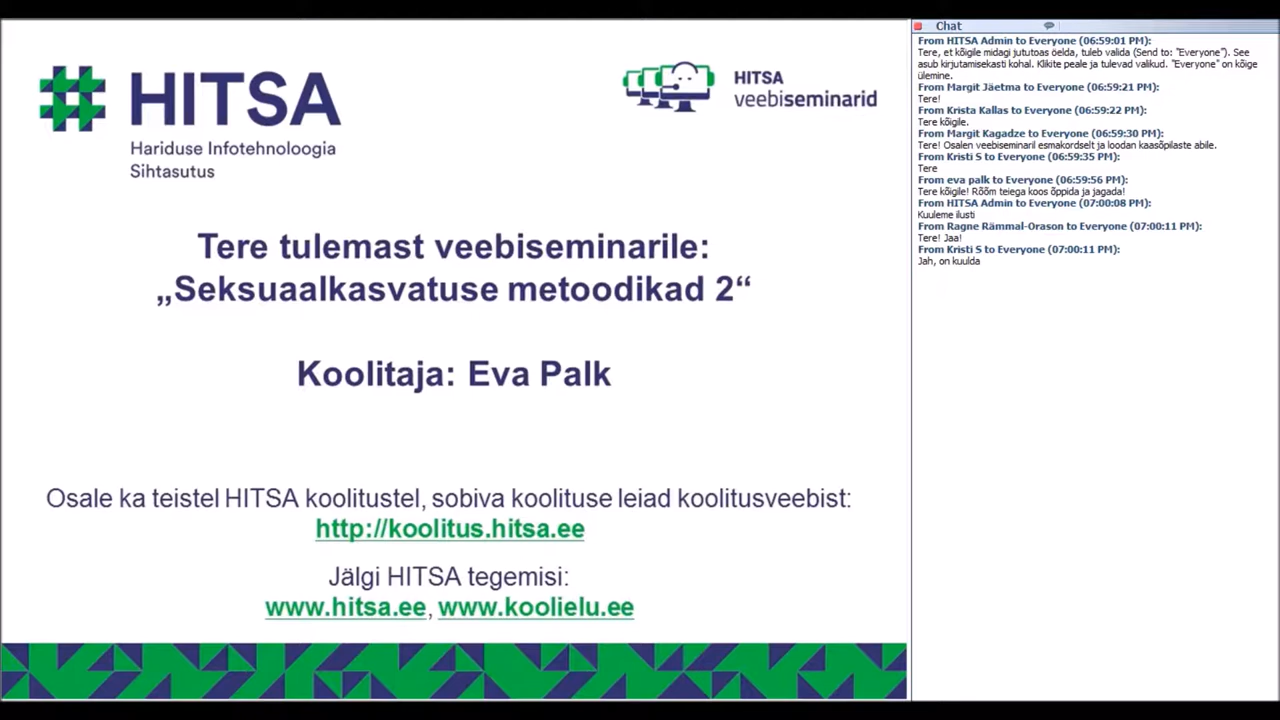 HITSA
Hariduse Infotehnoloogia
Sihtasutus
HITSA
veebiseminarid
Tere tulemast veebiseminarile:
„Seksuaalkasvatuse metoodikad 2“
Koolitaja: Eva Palk
Osale ka teistel HITSA koolitustel, sobiva koolituse leiad koolitusveebist:
http://koolitus.hitsa.ee
Jälgi HITSA tegemisi:
www.hitsa.ee, www.koolielu.ee
Chat
From HITSA Admin to Everyone (06:59:01 PM):
Tere, et kõigile midagi jututoas öelda, tuleb valida (Send to: "Everyone"). See
asub kirjutamisekasti kohal. Klikite peale ja tulevad valikud. "Everyone" on kõige
ülemine.
From Margit Jäetma to Everyone (06:59:21 PM):
Tere!
From Krista Kallas to Everyone (06:59:22 PM):
Tere kõigile.
From Margit Kagadze to Everyone (06:59:30 PM):
Tere! Osalen veebiseminaril esmakordselt ja loodan kaasõpilaste abile.
From Kristi S to Everyone (06:59:35 PM):
Tere
From eva palk to Everyone (06:59:56 PM):
Tere kõigile! Rõõm teiega koos õppida ja jagada!
From HITSA Admin to Everyone (07:00:08 PM):
Kuuleme ilusti
From Ragne Rämmal-Orason to Everyone (07:00:11 PM):
Tere! Jaa!
From Kristi S to Everyone (07:00:11 PM):
Jah, on kuulda